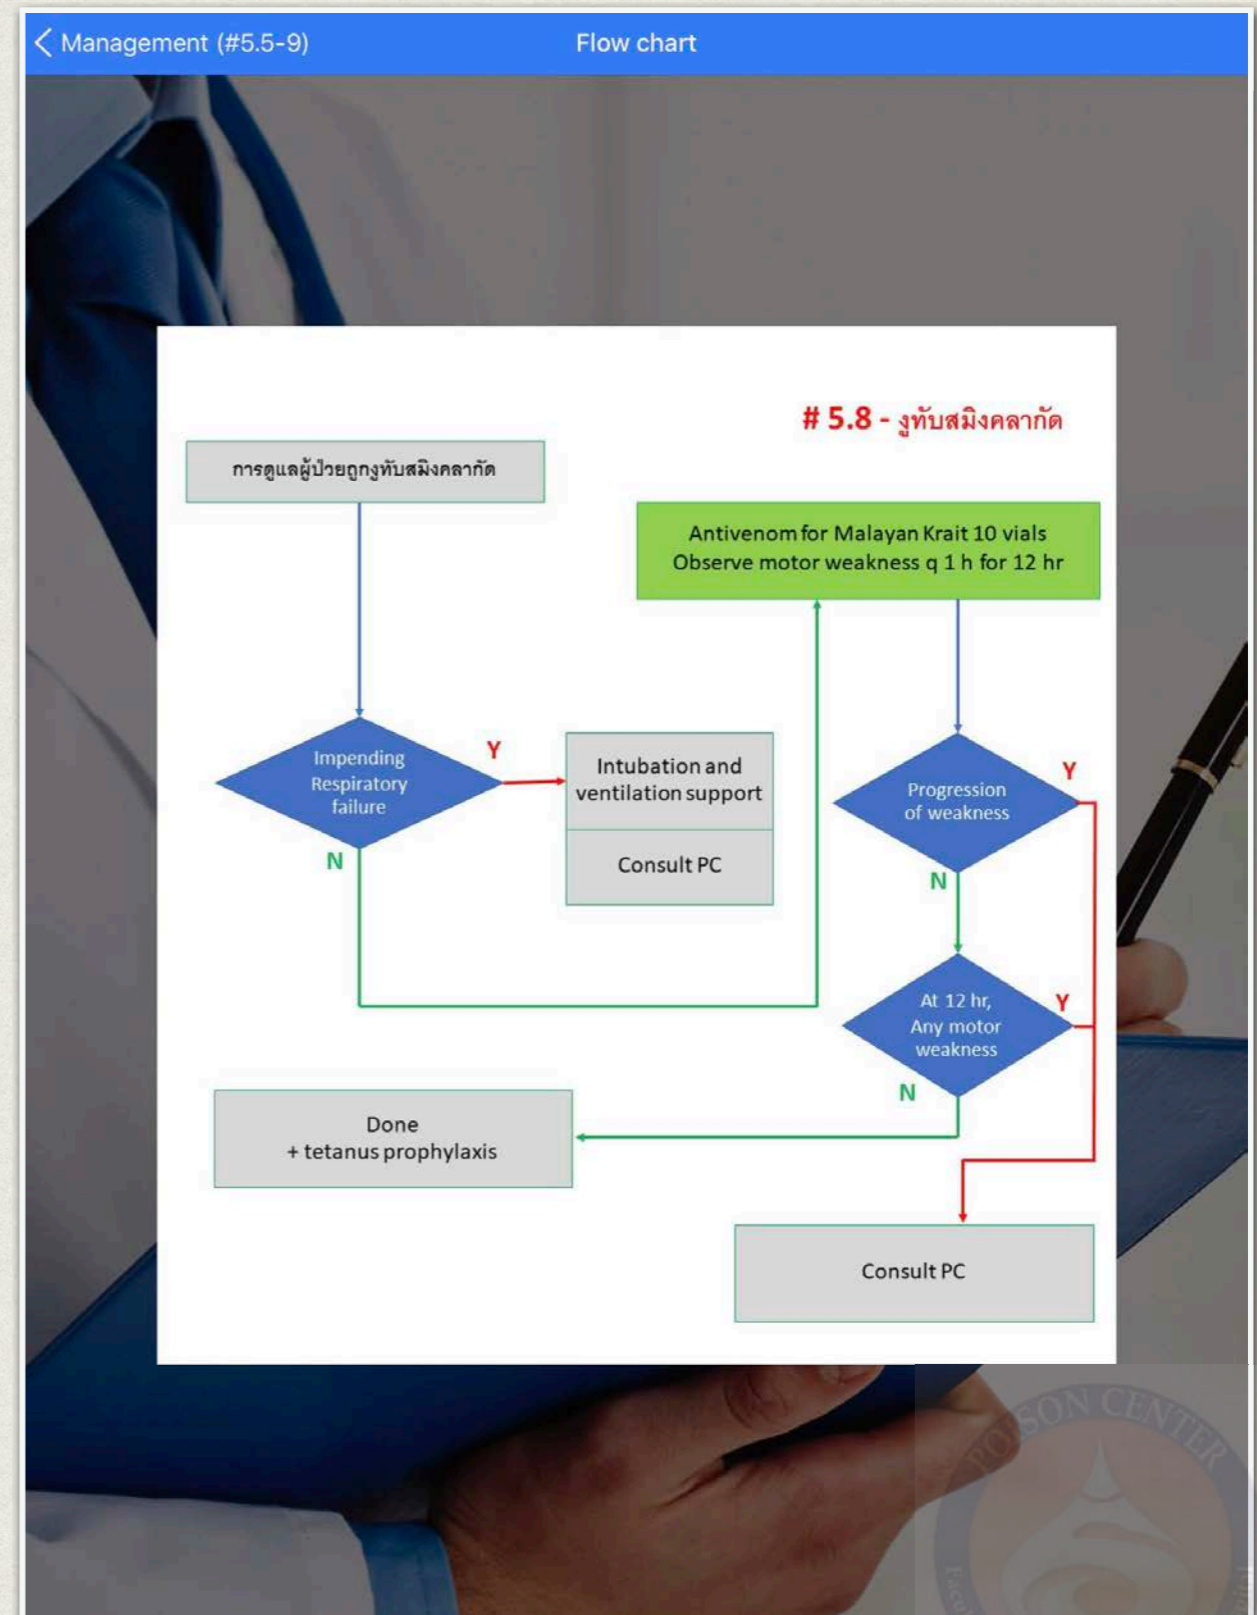 Management (#5.5-9)
Flow chart
# 5.8 - งูทับสมิงคลากัด
การดูแลผู้ป่วยถูกงูทับสมิงคลากัด
Antivenom for Malayan Krait 10 vials
Observe motor weakness q 1 h for 12 hr
Impending
Respiratory
failure
Y
N
Intubation and
ventilation support
Consult PC
Progression
of weakness
Y
N
At 12 hr,
Any motor
weakness
Y
N
Done
+ tetanus prophylaxis
Consult PC
POISON CENTER